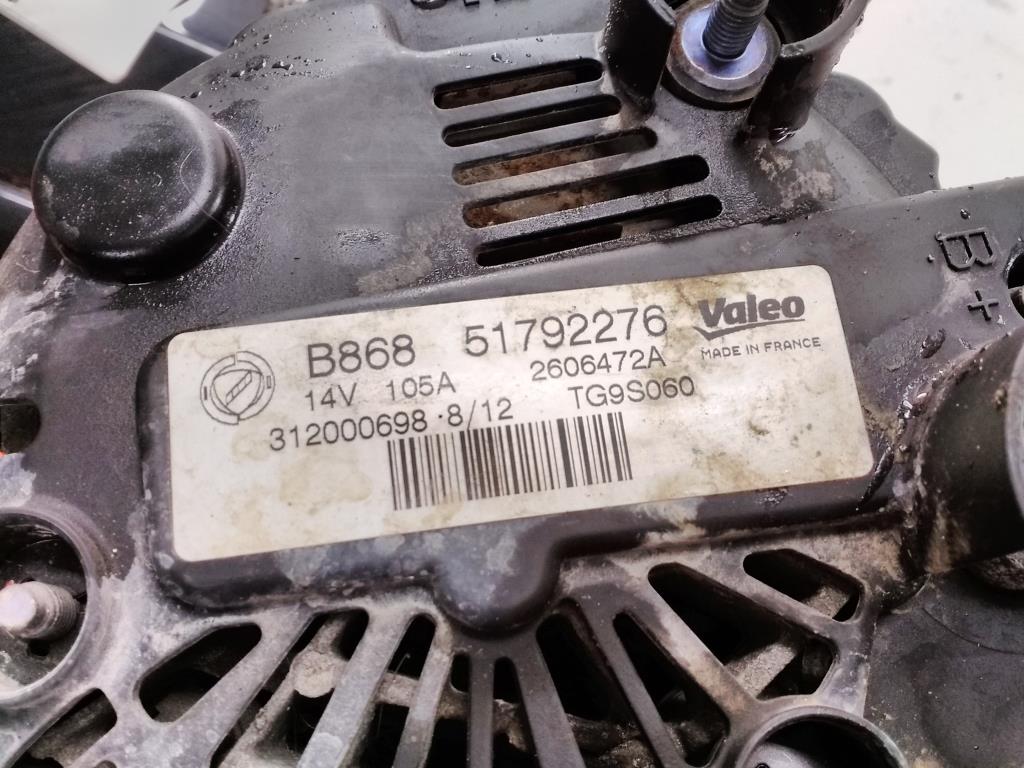 B868 51792276 Valeo
MADE IN FRANCE
14V 105A 2606472A
312000698·8/12 TG9S060
B+